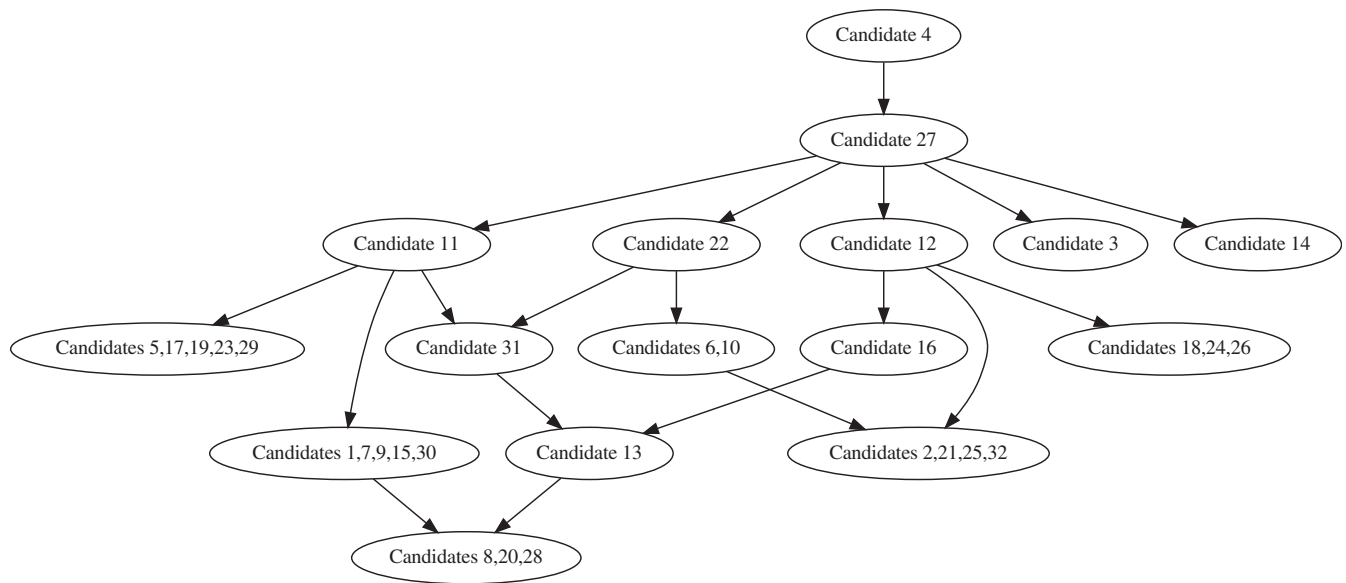 Candidate 4
Candidate 27
Candidate 11
Candidate 22
Candidate 12
Candidate 3
Candidate 14
Candidates 5,17,19,23,29
Candidate 31
Candidates 6,10
Candidate 16
Candidates 18,24,26
Candidates 1,7,9,15,30
Candidate 13
Candidates 2,21,25,32
Candidates 8,20,28